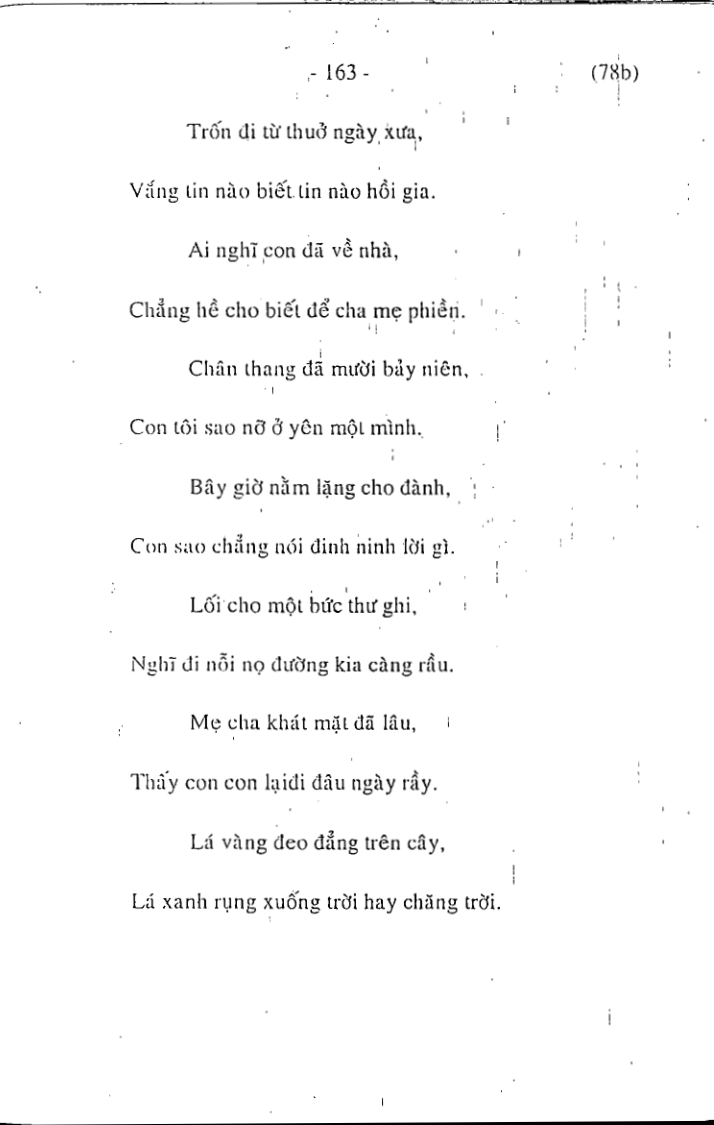 - 163 - (78b)
Trốn đi từ thuở ngày xưa,
Vắng tin nào biết tin nào hồi gia.
Ai nghĩ con đã về nhà,
Chẳng hề cho biết để cha mẹ phiền.
Chân thang đã mười bảy niên,
Con tôi sao nỡ ở yên một mình.
Bây giờ nằm lặng cho đành,
Con sao chẳng nói đinh ninh lời gì.
Lối cho một bức thư ghi,
Nghĩ đi nỗi nọ đường kia càng rầu.
Mẹ cha khát mặt đã lâu,
Thấy con con lạiđi đâu ngày rầy.
Lá vàng đeo đẳng trên cây,
Lá xanh rụng xuống trời hay chăng trời.